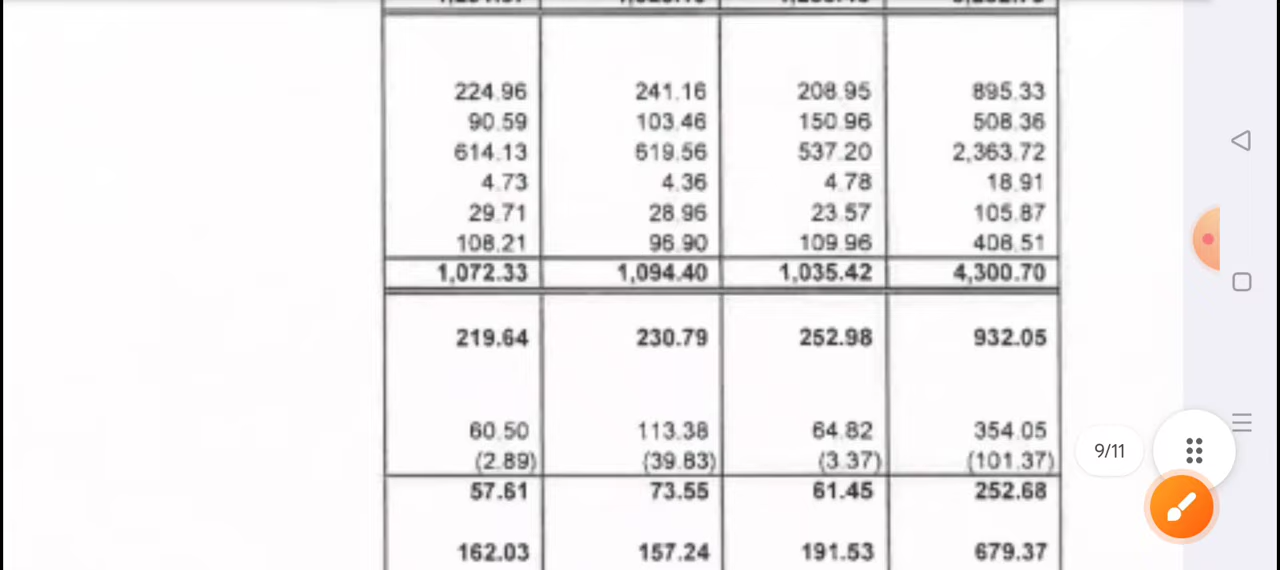 224.96 241.16 208.95 895.33
90.59 103.46 150.96 508.36
614.13 619.56 537.20 2,363.72
4.73 4.36 4.78 18.91
29.71 28.96 23.57 105.87
108.21 96.90 109.96 408.51
1,072.33 1,094.40 1,035.42 4,300.70
219.64 230.79 252.98 932.05
60.50 113.38 64.82 354.05
(2.89) (39.83) (3.37) (101.37)
57.61 73.55 61.45 252.68
162.03 157.24 191.53 679.37
9/11